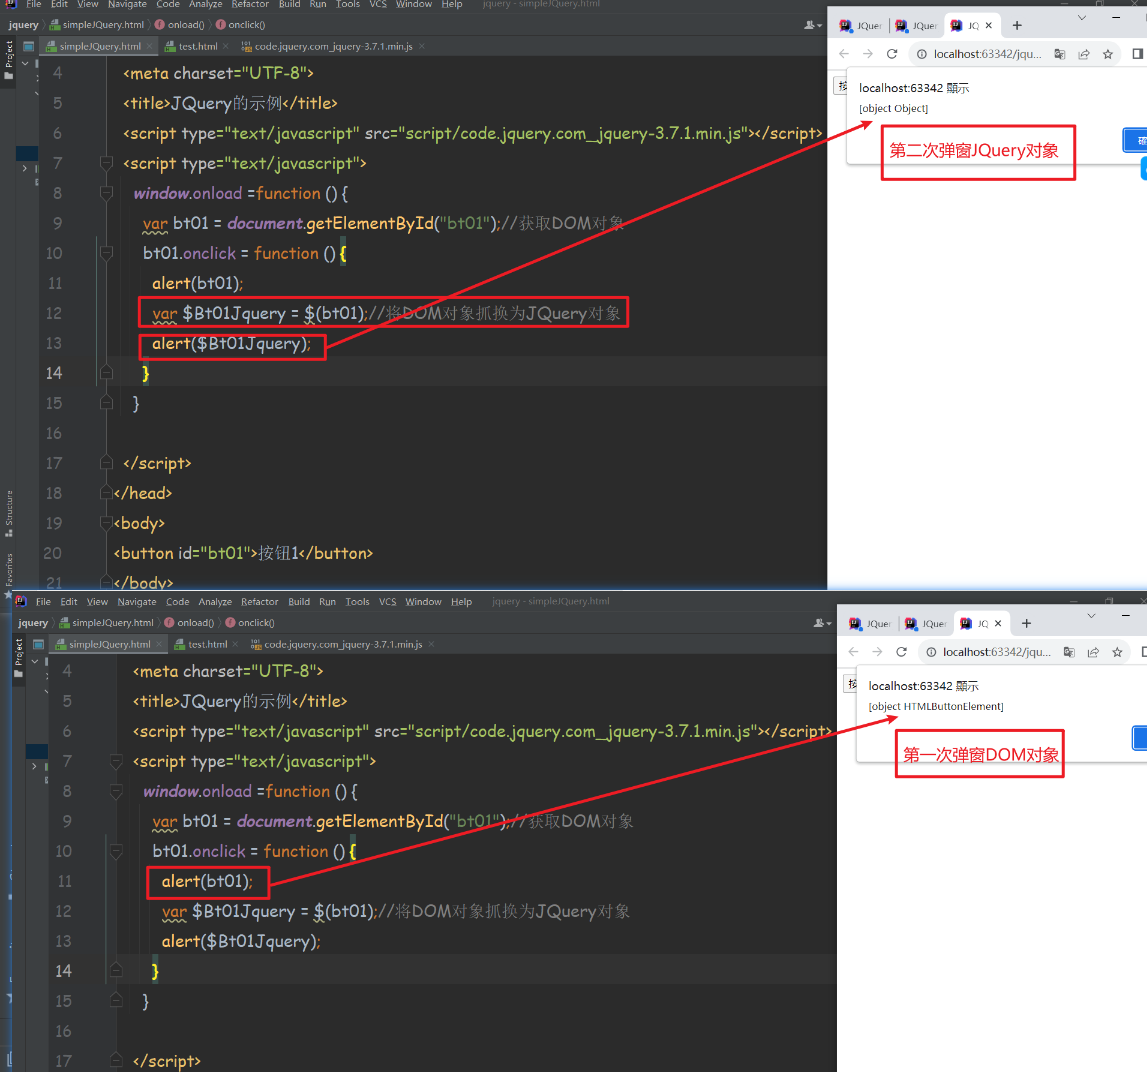 File Edit View Navigate Code Analyze Refactor Build Run Tools VCS Window Help jquery - simpleJQuery.html
jquery simpleJQuery.html onload() onclick()
simpleJQuery.html test.html code.jquery.com_jquery-3.7.1.min.js
Project
4 <meta charset="UTF-8">
5 <title>JQuery的示例</title>
6 <script type="text/javascript" src="script/code.jquery.com_jquery-3.7.1.min.js"></script>
7 <script type="text/javascript">
8 window.onload =function () {
9 var bt01 = document.getElementById("bt01");//获取DOM对象
10 bt01.onclick = function () {
11 alert(bt01);
12 var $Bt01Jquery = $(bt01);//将DOM对象抓换为JQuery对象
13 alert($Bt01Jquery);
14 }
15 }
16
17 </script>
18 </head>
19 <body>
20 <button id="bt01">按钮1</button>
21 </body>
Structure
Favorites
JQuer JQuer JQ
localhost:63342/jqu...
按
localhost:63342 顯示
[object Object]
確
第二次弹窗JQuery对象
File Edit View Navigate Code Analyze Refactor Build Run Tools VCS Window Help jquery - simpleJQuery.html
jquery simpleJQuery.html onload() onclick()
simpleJQuery.html test.html code.jquery.com_jquery-3.7.1.min.js
Project
4 <meta charset="UTF-8">
5 <title>JQuery的示例</title>
6 <script type="text/javascript" src="script/code.jquery.com_jquery-3.7.1.min.js"></script>
7 <script type="text/javascript">
8 window.onload =function () {
9 var bt01 = document.getElementById("bt01");//获取DOM对象
10 bt01.onclick = function () {
11 alert(bt01);
12 var $Bt01Jquery = $(bt01);//将DOM对象抓换为JQuery对象
13 alert($Bt01Jquery);
14 }
15 }
16
17 </script>
JQuer JQuer JQ
localhost:63342/jqu...
按
localhost:63342 顯示
[object HTMLButtonElement]
第一次弹窗DOM对象